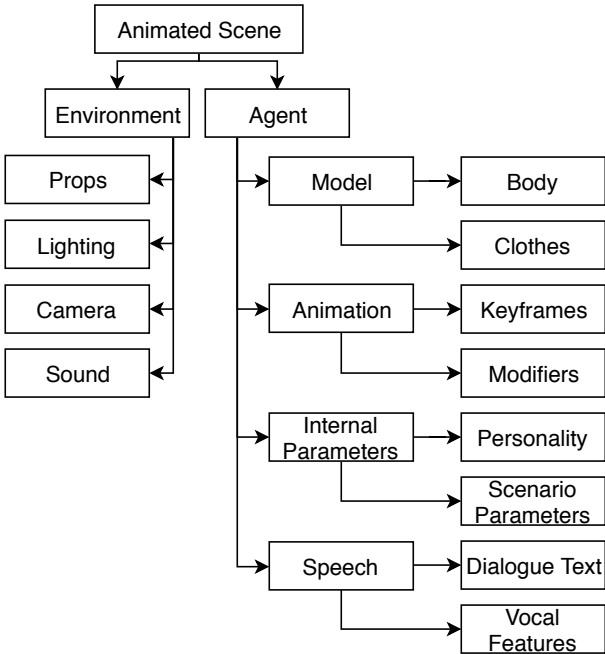 Animated Scene
Environment
Agent
Props
Model
Body
Lighting
Clothes
Camera
Animation
Keyframes
Sound
Modifiers
Internal
Parameters
Personality
Scenario
Parameters
Speech
Dialogue Text
Vocal
Features